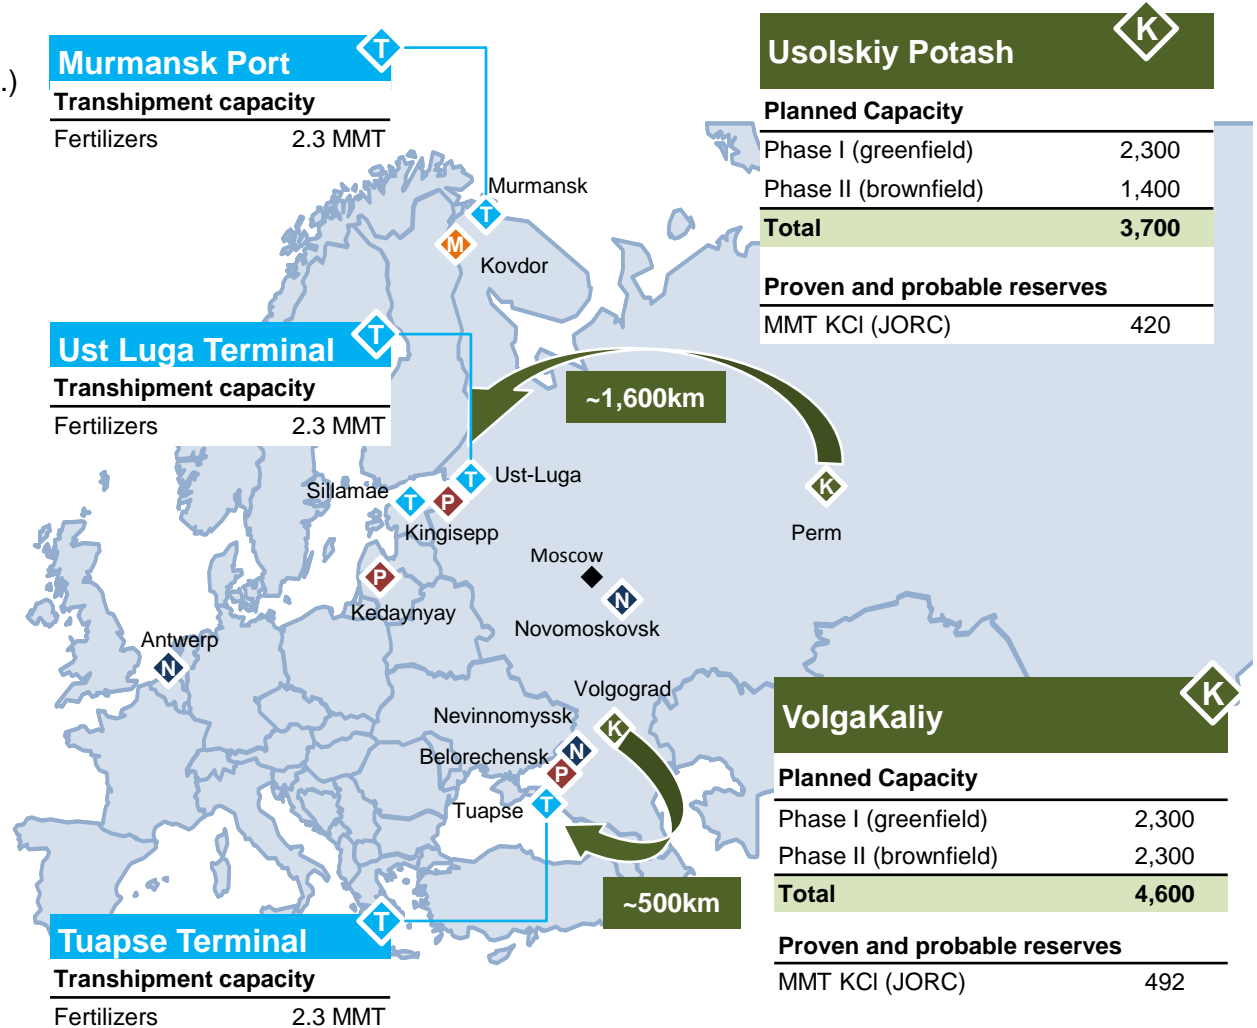 .)
Murmansk Port
T
Transhipment capacity
Fertilizers 2.3 MMT
Usolskiy Potash
K
Planned Capacity
Phase I (greenfield) 2,300
Phase II (brownfield) 1,400
Total 3,700
Proven and probable reserves
MMT KCl (JORC) 420
Murmansk
T
M
Kovdor
Ust Luga Terminal
T
Transhipment capacity
Fertilizers 2.3 MMT
~1,600km
Ust-Luga
T
Sillamae
T
P
Kingisepp
K
Perm
Moscow
P
Kedaynyay
N
Novomoskovsk
Antwerp
N
Volgograd
K
Nevinnomyssk
N
Belorechensk
P
Tuapse
T
~500km
VolgaKaliy
K
Planned Capacity
Phase I (greenfield) 2,300
Phase II (brownfield) 2,300
Total 4,600
Proven and probable reserves
MMT KCl (JORC) 492
Tuapse Terminal
T
Transhipment capacity
Fertilizers 2.3 MMT